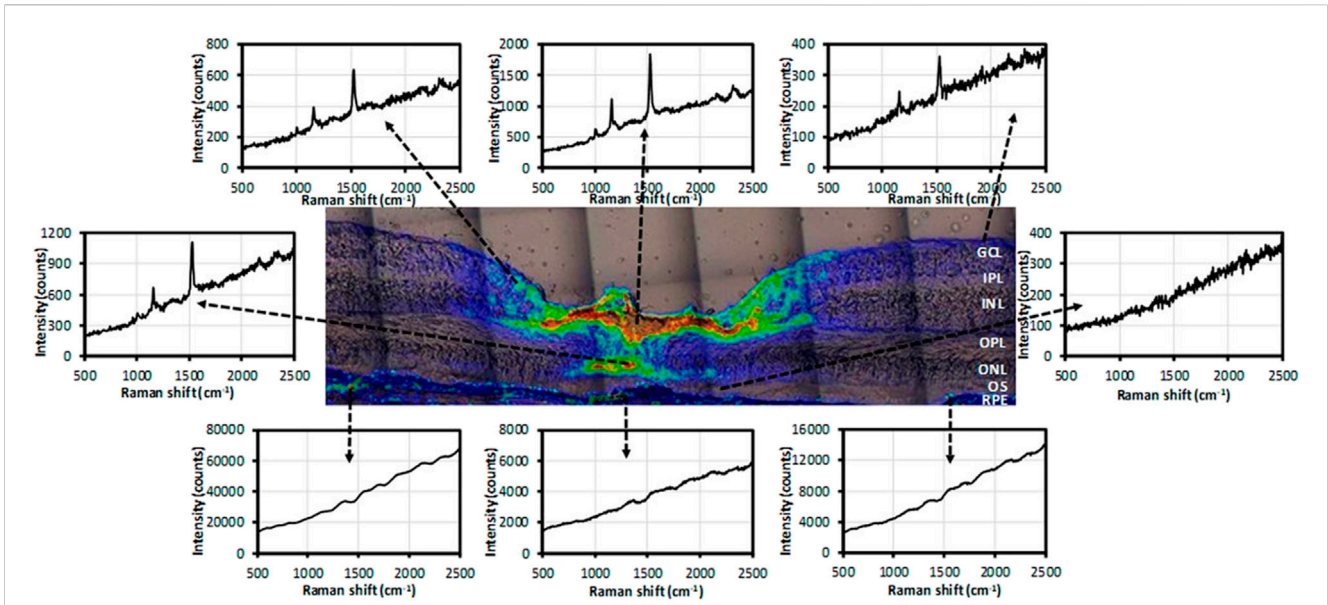 800
600
400
200
0
Intensity (counts)
500 1000 1500 2000 2500
Raman shift (cm⁻¹)
2000
1500
1000
500
0
Intensity (counts)
500 1000 1500 2000 2500
Raman shift (cm⁻¹)
400
300
200
100
0
Intensity (counts)
500 1000 1500 2000 2500
Raman shift (cm⁻¹)
1200
900
600
300
0
Intensity (counts)
500 1000 1500 2000 2500
Raman shift (cm⁻¹)
GCL
IPL
INL
OPL
ONL
OS
RPE
400
300
200
100
0
Intensity (counts)
500 1000 1500 2000 2500
Raman shift (cm⁻¹)
80000
60000
40000
20000
0
Intensity (counts)
500 1000 1500 2000 2500
Raman shift (cm⁻¹)
8000
6000
4000
2000
0
Intensity (counts)
500 1000 1500 2000 2500
Raman shift (cm⁻¹)
16000
12000
8000
4000
0
Intensity (counts)
500 1000 1500 2000 2500
Raman shift (cm⁻¹)